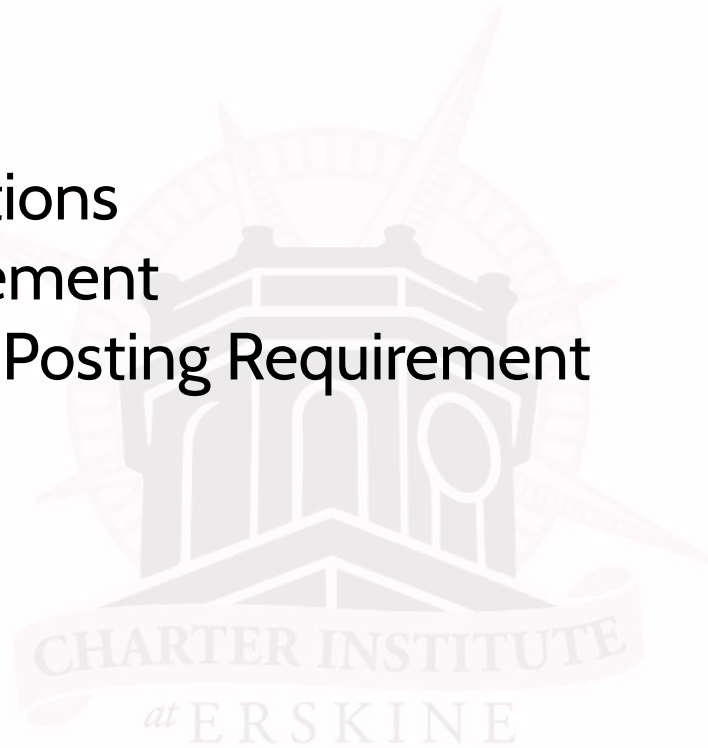 tions
ement
Posting Requirement
CHARTER INSTITUTE
at ERSKINE